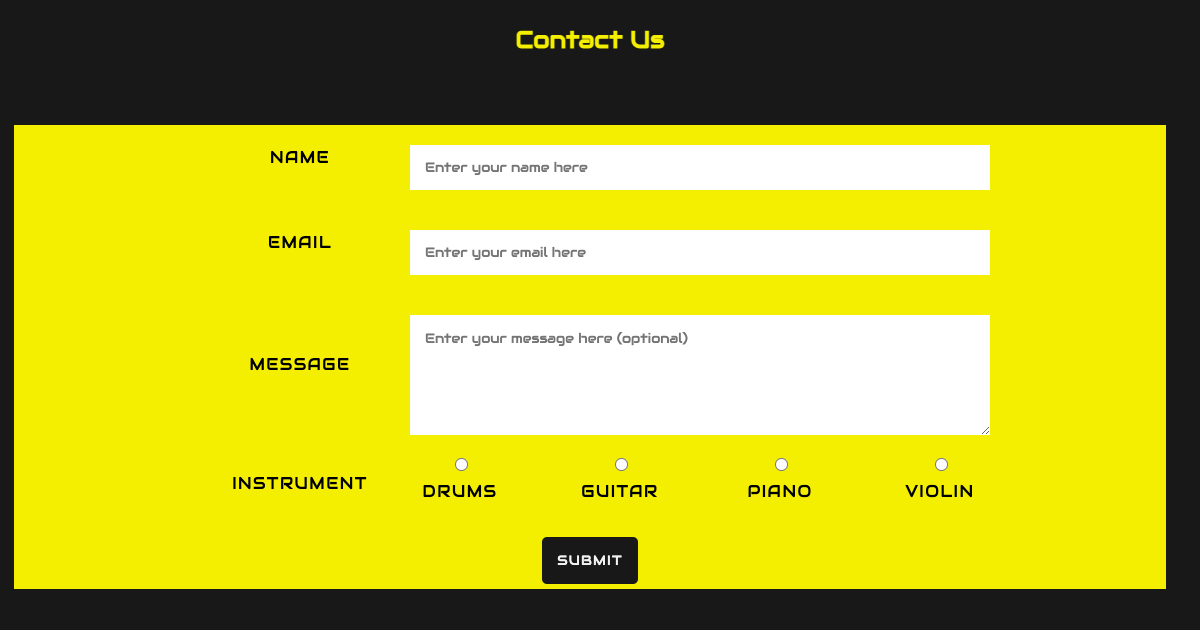 Contact Us
NAME
Enter your name here
EMAIL
Enter your email here
MESSAGE
Enter your message here (optional)
INSTRUMENT
DRUMS GUITAR PIANO VIOLIN
SUBMIT